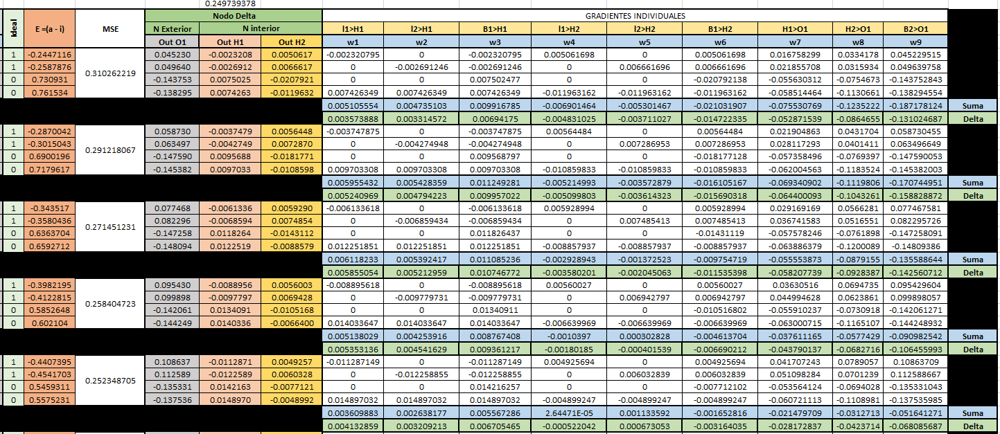 0.249739378
Ideal E =(a - i) MSE Nodo Delta GRADIENTES INDIVIDUALES
N Exterior N interior I1>H1 I2>H1 B1>H1 I1>H2 I2>H2 B1>H2 H1>O1 H2>O1 B2>O1
Out O1 Out H1 Out H2 w1 w2 w3 w4 w5 w6 w7 w8 w9
1 -0.2447116 0.045230 -0.0023208 0.0050617 -0.002320795 0 -0.002320795 0.005061698 0 0.005061698 0.016758299 0.0334178 0.045229515
1 -0.2587876 0.310262219 0.049640 -0.0026912 0.0066617 0 -0.002691246 -0.002691246 0 0.006661696 0.006661696 0.021855708 0.0315934 0.049639758
0 0.730931 -0.143753 0.0075025 -0.0207921 0 0 0.007502477 0 0 -0.020792138 -0.055630312 -0.0754673 -0.143752843
0 0.761534 -0.138295 0.0074263 -0.0119632 0.007426349 0.007426349 0.007426349 -0.011963162 -0.011963162 -0.011963162 -0.058514464 -0.1130661 -0.138294554
0.005105554 0.004735103 0.009916785 -0.006901464 -0.005301467 -0.021031907 -0.075530769 -0.1235222 -0.187178124 Suma
0.003573888 0.003314572 0.00694175 -0.004831025 -0.003711027 -0.014722335 -0.052871539 -0.0864655 -0.131024687 Delta
1 -0.2870042 0.058730 -0.0037479 0.0056448 -0.003747875 0 -0.003747875 0.00564484 0 0.00564484 0.021904863 0.0431704 0.058730455
1 -0.3015043 0.291218067 0.063497 -0.0042749 0.0072870 0 -0.004274948 -0.004274948 0 0.007286953 0.007286953 0.028117293 0.0401411 0.063496649
0 0.6900196 -0.147590 0.0095688 -0.0181771 0 0 0.009568797 0 0 -0.018177128 -0.057358496 -0.0769397 -0.147590053
0 0.7179617 -0.145382 0.0097033 -0.0108598 0.009703308 0.009703308 0.009703308 -0.010859833 -0.010859833 -0.010859833 -0.062004563 -0.1183524 -0.145382003
0.005955432 0.005428359 0.011249281 -0.005214993 -0.003572879 -0.016105167 -0.069340902 -0.1119806 -0.170744951 Suma
0.005240969 0.004794223 0.009957022 -0.005099803 -0.003614323 -0.015690318 -0.064400093 -0.1043261 -0.158828872 Delta
1 -0.343517 0.077468 -0.0061336 0.0059290 -0.006133618 0 -0.006133618 0.005928994 0 0.005928994 0.029169169 0.0566281 0.077467581
1 -0.3580436 0.271451231 0.082296 -0.0068594 0.0074854 0 -0.006859434 -0.006859434 0 0.007485413 0.007485413 0.036741583 0.0516551 0.082295726
0 0.6363704 -0.147258 0.0118264 -0.0143112 0 0 0.011826437 0 0 -0.01431119 -0.057578246 -0.0761898 -0.147258091
0 0.6592712 -0.148094 0.0122519 -0.0088579 0.012251851 0.012251851 0.012251851 -0.008857937 -0.008857937 -0.008857937 -0.063886379 -0.1200089 -0.14809386
0.006118233 0.005392417 0.011085236 -0.002928943 -0.001372523 -0.009754719 -0.055553873 -0.0879155 -0.135588644 Suma
0.005855054 0.005212959 0.010746772 -0.003580201 -0.002045063 -0.011535398 -0.058207739 -0.0928387 -0.142560712 Delta
1 -0.3982195 0.095430 -0.0088956 0.0056003 -0.008895618 0 -0.008895618 0.00560027 0 0.00560027 0.03630516 0.0694735 0.095429604
1 -0.4122815 0.258404723 0.099898 -0.0097797 0.0069428 0 -0.009779731 -0.009779731 0 0.006942797 0.006942797 0.044994628 0.0623861 0.099898057
0 0.5852648 -0.142061 0.0134091 -0.0105168 0 0 0.01340911 0 0 -0.010516802 -0.055910237 -0.0730918 -0.142061271
0 0.602104 -0.144249 0.0140336 -0.0066400 0.014033647 0.014033647 0.014033647 -0.006639969 -0.006639969 -0.006639969 -0.063000715 -0.1165107 -0.144248932
0.005138029 0.004253916 0.008767408 -0.0010397 0.000302828 -0.004613704 -0.037611165 -0.0577429 -0.090982542 Suma
0.005353136 0.004541629 0.009361217 -0.00180185 -0.000401539 -0.006690212 -0.043790137 -0.0682716 -0.106455993 Delta
1 -0.4407395 0.108637 -0.0112871 0.0049257 -0.011287149 0 -0.011287149 0.004925694 0 0.004925694 0.041707243 0.0789057 0.10863709
1 -0.4541703 0.252348705 0.112589 -0.0122589 0.0060328 0 -0.012258855 -0.012258855 0 0.006032839 0.006032839 0.051098284 0.0701239 0.112588667
0 0.5459311 -0.135331 0.0142163 -0.0077121 0 0 0.014216257 0 0 -0.007712102 -0.053564124 -0.0694028 -0.135331043
0 0.5575231 -0.137536 0.0148970 -0.0048992 0.014897032 0.014897032 0.014897032 -0.004899247 -0.004899247 -0.004899247 -0.060721113 -0.1108981 -0.137535985
0.003609883 0.002638177 0.005567286 2.64471E-05 0.001133592 -0.001652816 -0.021479709 -0.0312713 -0.051641271 Suma
0.004132859 0.003209213 0.006705465 -0.000522042 0.000673053 -0.003164035 -0.028172837 -0.0423714 -0.068085687 Delta